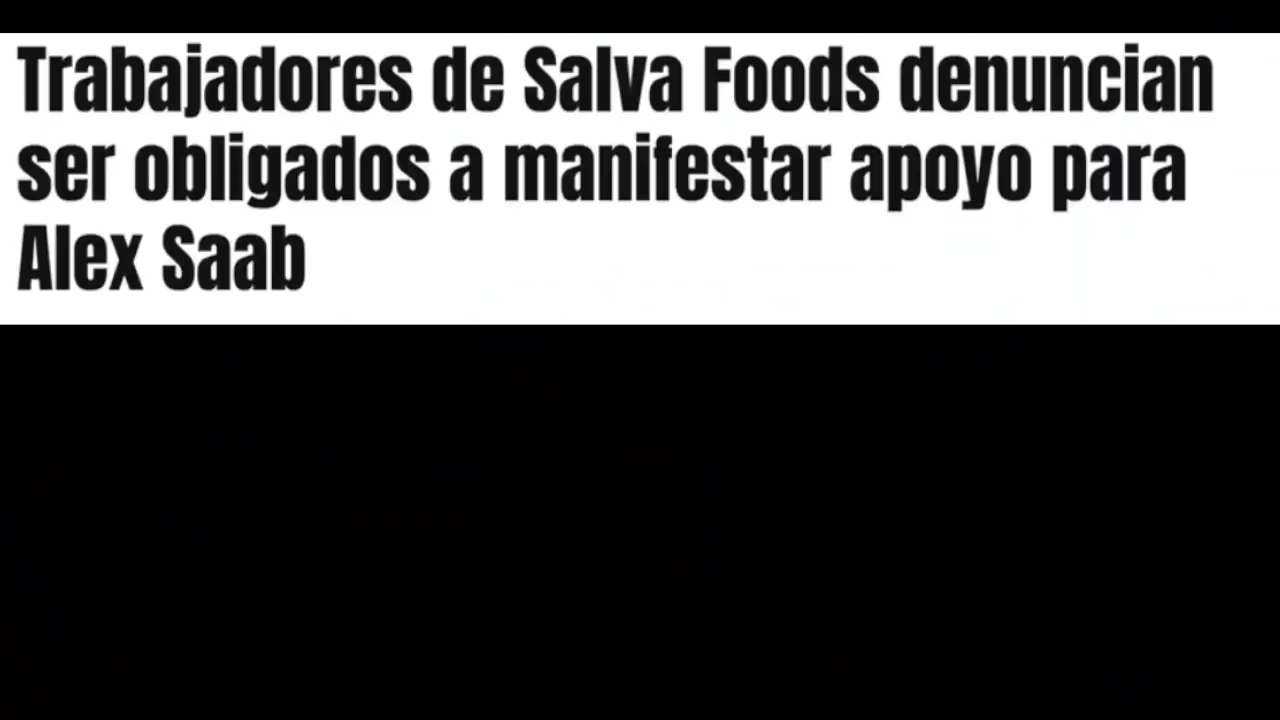 Trabajadores de Salva Foods denuncian
ser obligados a manifestar apoyo para
Alex Saab